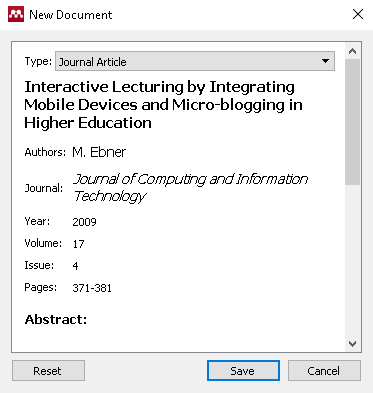 New Document
Type: Journal Article
Interactive Lecturing by Integrating
Mobile Devices and Micro-blogging in
Higher Education
Authors: M. Ebner
Journal: Journal of Computing and Information
Technology
Year: 2009
Volume: 17
Issue: 4
Pages: 371-381
Abstract:
Reset Save Cancel